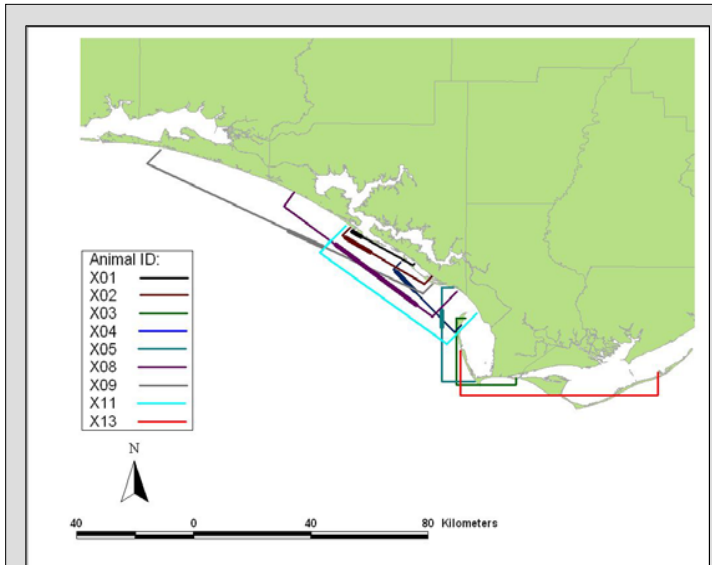 Animal ID:
X01
X02
X03
X04
X05
X08
X09
X11
X13
N
40 0 40 80 Kilometers